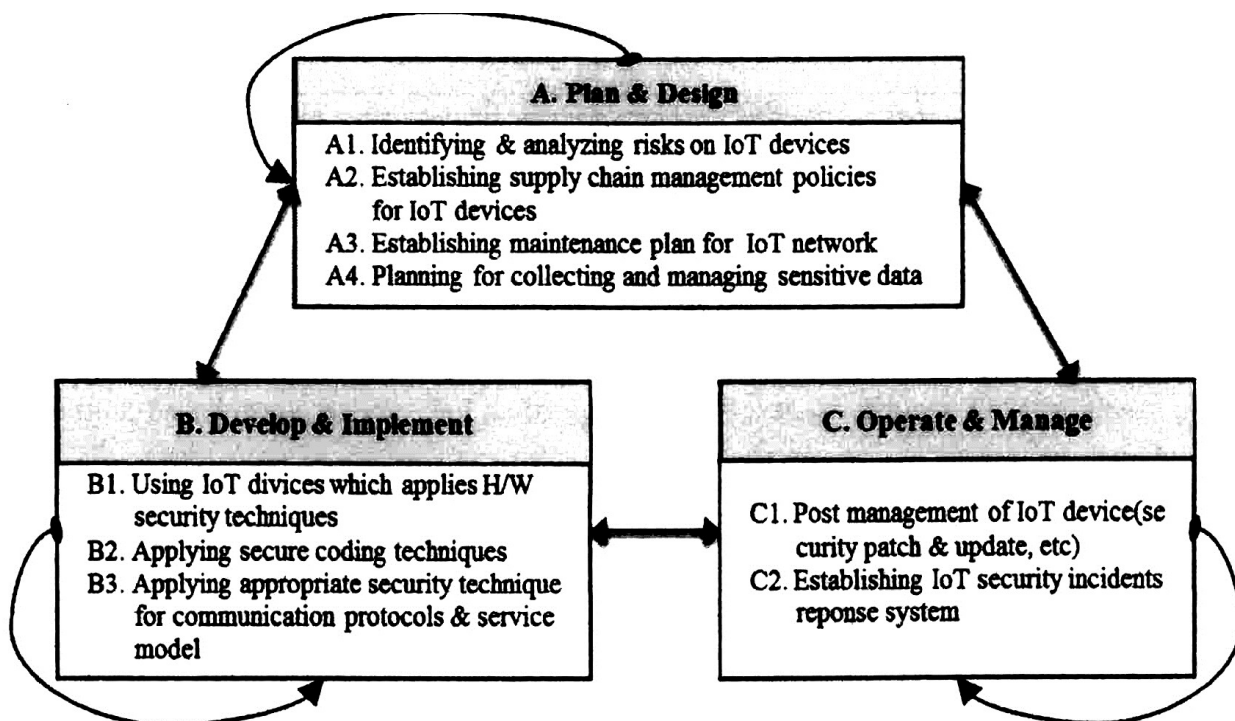 A. Plan & Design
A1. Identifying & analyzing risks on IoT devices
A2. Establishing supply chain management policies
for IoT devices
A3. Establishing maintenance plan for IoT network
A4. Planning for collecting and managing sensitive data
B. Develop & Implement
B1. Using IoT divices which applies H/W
security techniques
B2. Applying secure coding techniques
B3. Applying appropriate security technique
for communication protocols & service
model
C. Operate & Manage
C1. Post management of IoT device(se
curity patch & update, etc)
C2. Establishing IoT security incidents
reponse system